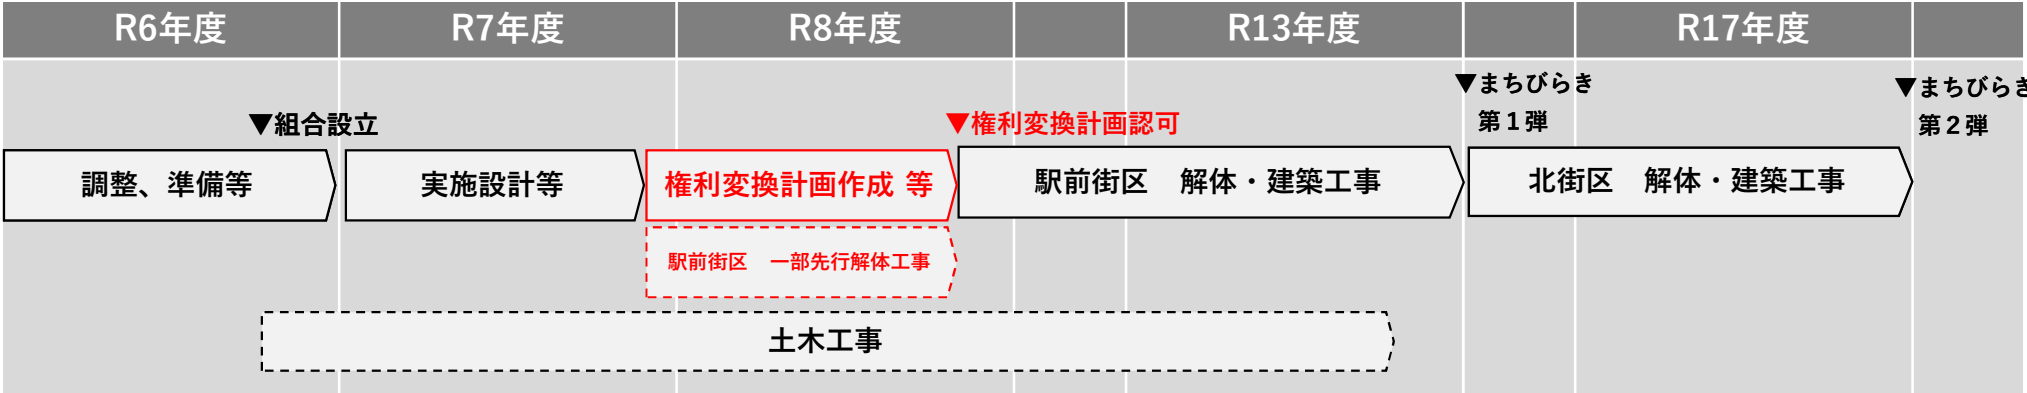 R6年度
R7年度
R8年度
R13年度
R17年度
▼まちびらき
第1弾
▼まちびらき
第2弾
▼組合設立
▼権利変換計画認可
調整、準備等
実施設計等
権利変換計画作成 等
駅前街区　解体・建築工事
北街区　解体・建築工事
駅前街区　一部先行解体工事
土木工事